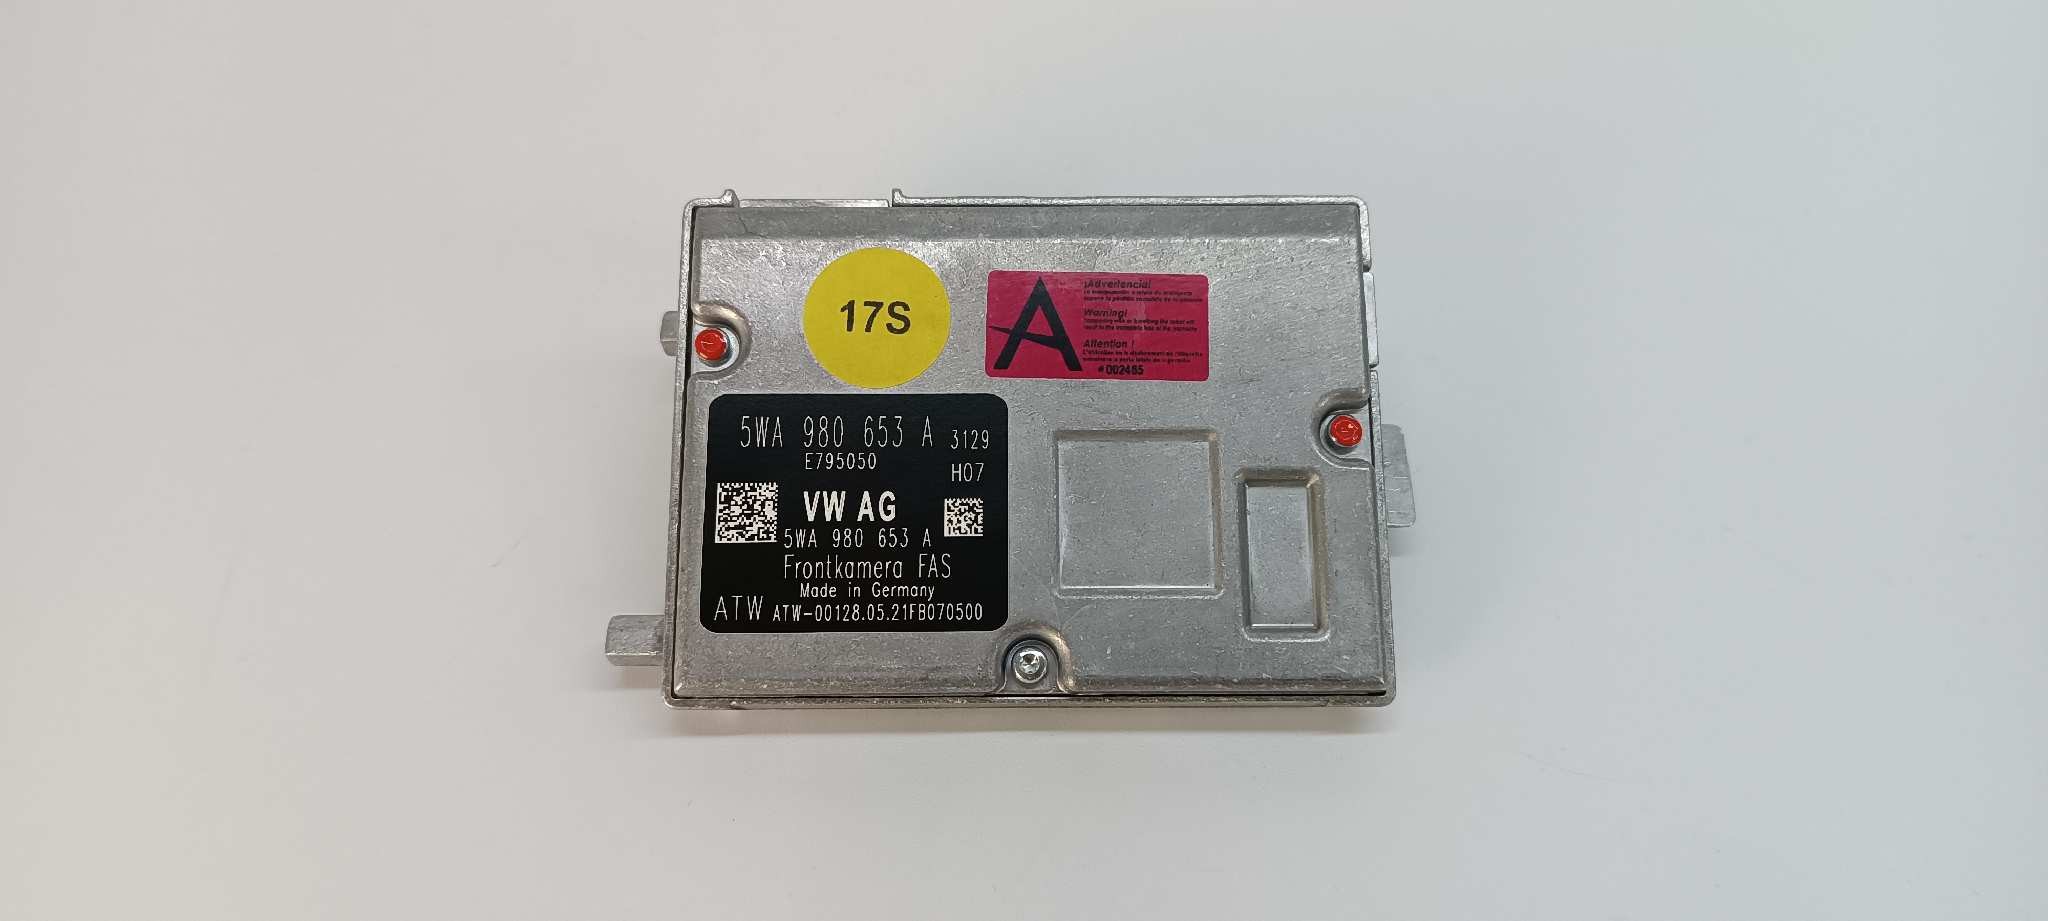 17S
A
¡Advertencia!
Warning!
Attention !
#002465
5WA 980 653 A 3129
E795050
H07
VW AG
5WA 980 653 A
Frontkamera FAS
Made in Germany
ATW ATW-00128.05.21FB070500